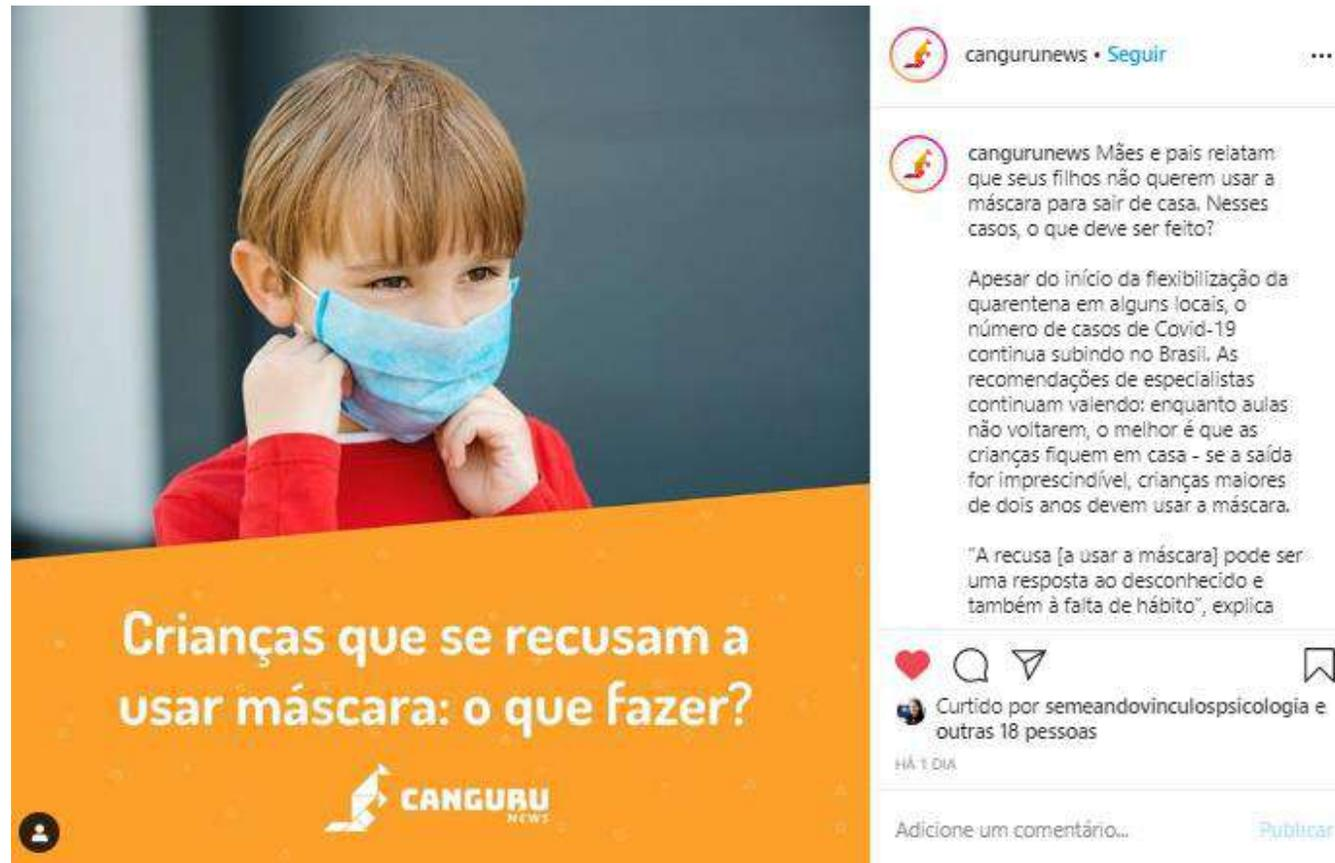 Crianças que se recusam a
usar máscara: o que fazer?
CANGURU
NEWS
cangurunews • Seguir
...
cangurunews Mães e pais relatam
que seus filhos não querem usar a
máscara para sair de casa. Nesses
casos, o que deve ser feito?
Apesar do início da flexibilização da
quarentena em alguns locais, o
número de casos de Covid-19
continua subindo no Brasil. As
recomendações de especialistas
continuam valendo: enquanto aulas
não voltarem, o melhor é que as
crianças fiquem em casa - se a saída
for imprescindível, crianças maiores
de dois anos devem usar a máscara.
"A recusa [a usar a máscara] pode ser
uma resposta ao desconhecido e
também à falta de hábito", explica
Curtido por semeandovinculospsicologia e
outras 18 pessoas
HÁ 1 DIA
Adicione um comentário... Publicar